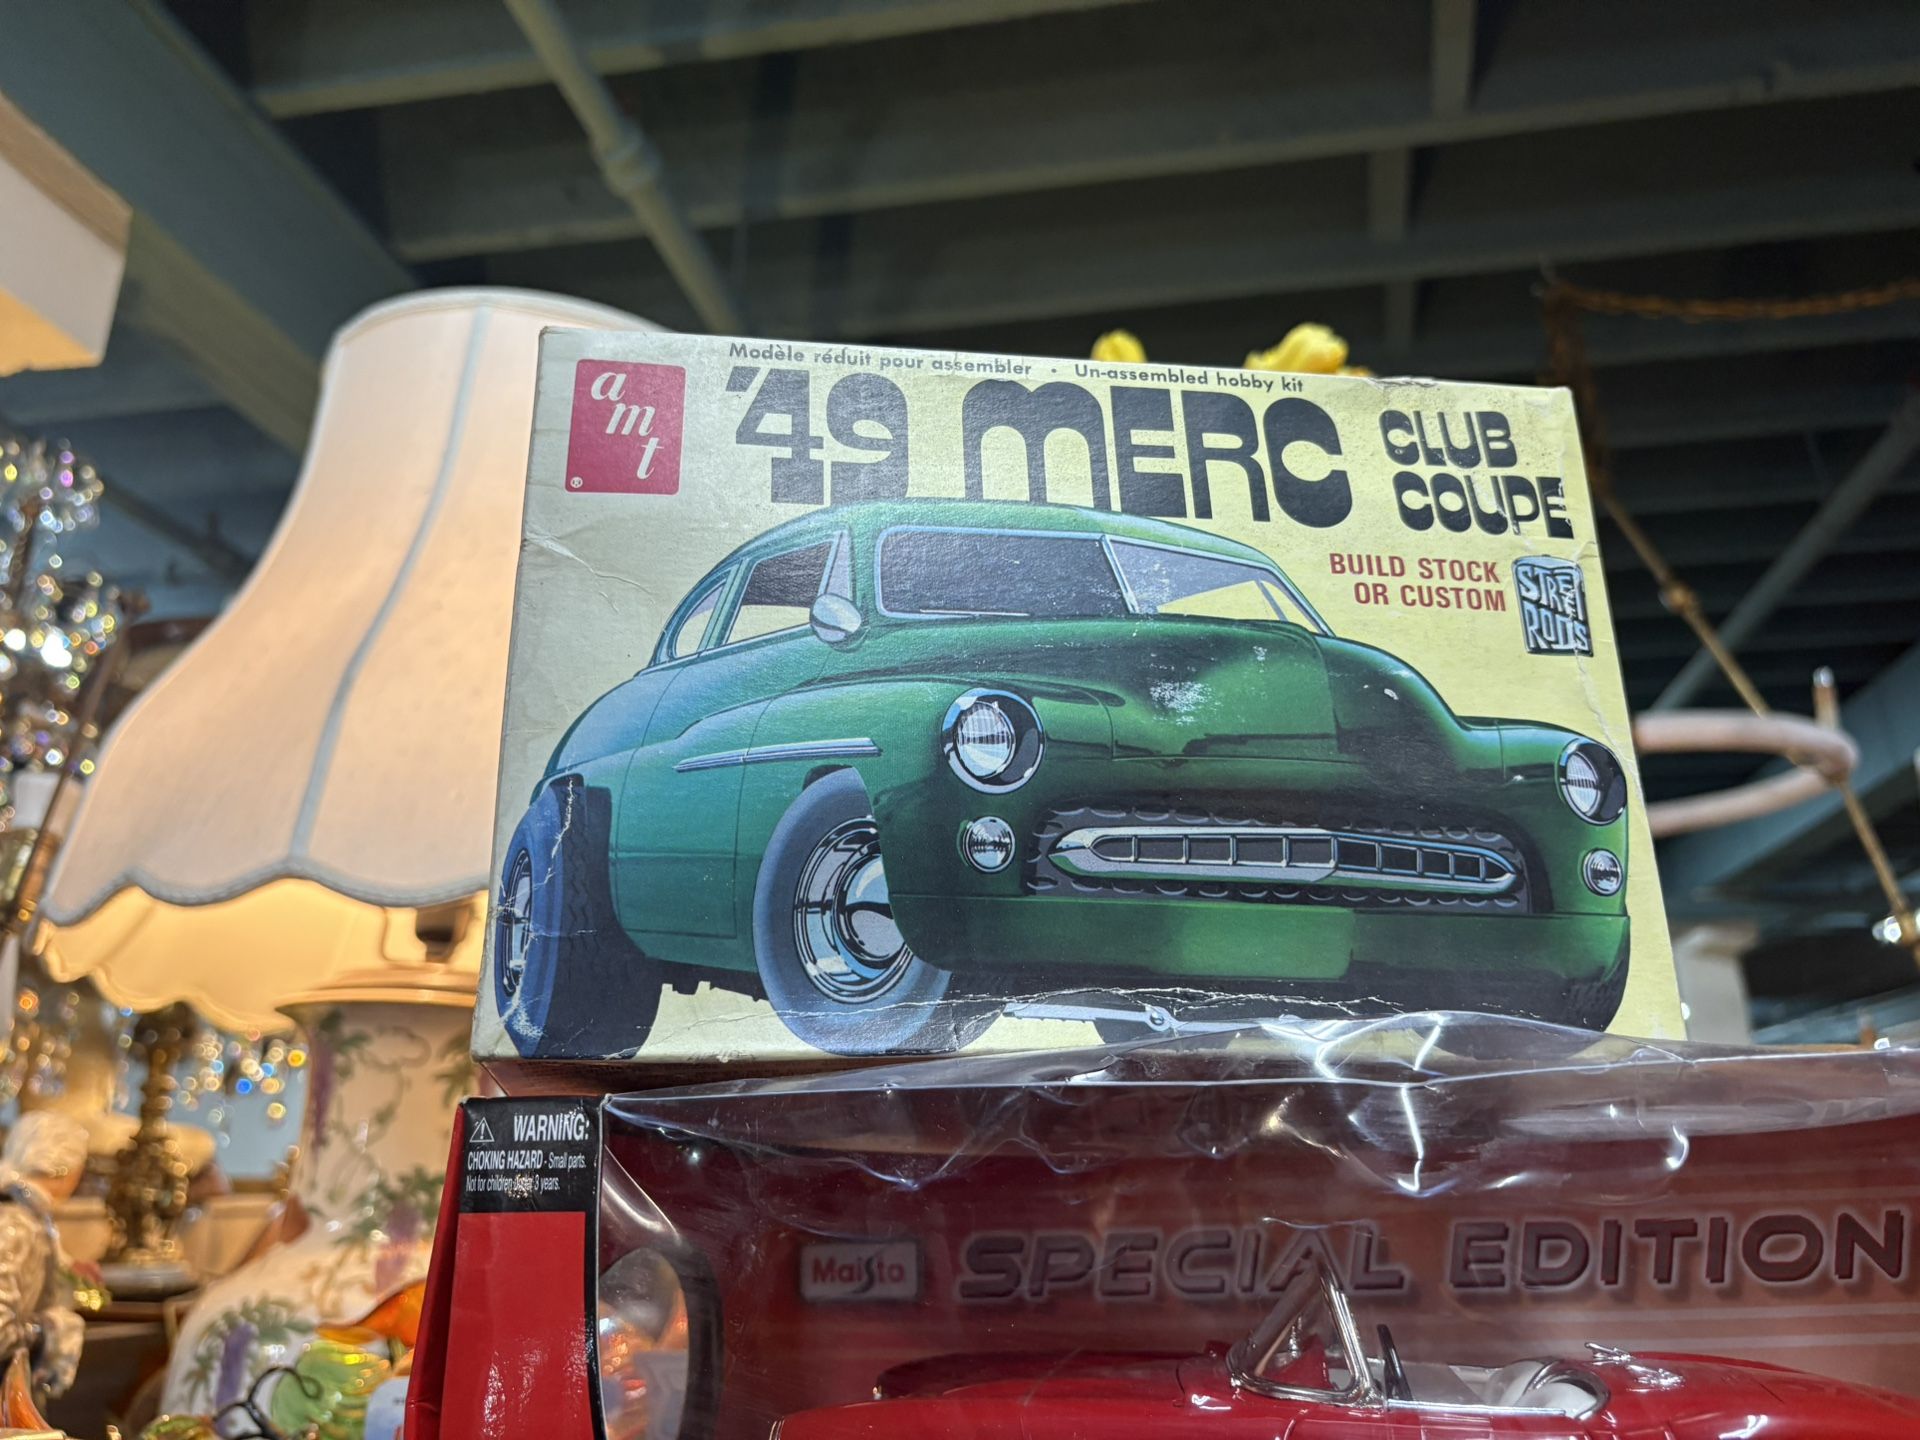 Modèle réduit pour assembler • Un-assembled hobby kit
amt
®
'49 MERC CLUB COUPE
BUILD STOCK
OR CUSTOM
STREET RODS
WARNING:
CHOKING HAZARD - Small parts.
Not for children under 3 years.
Maisto
SPECIAL EDITION